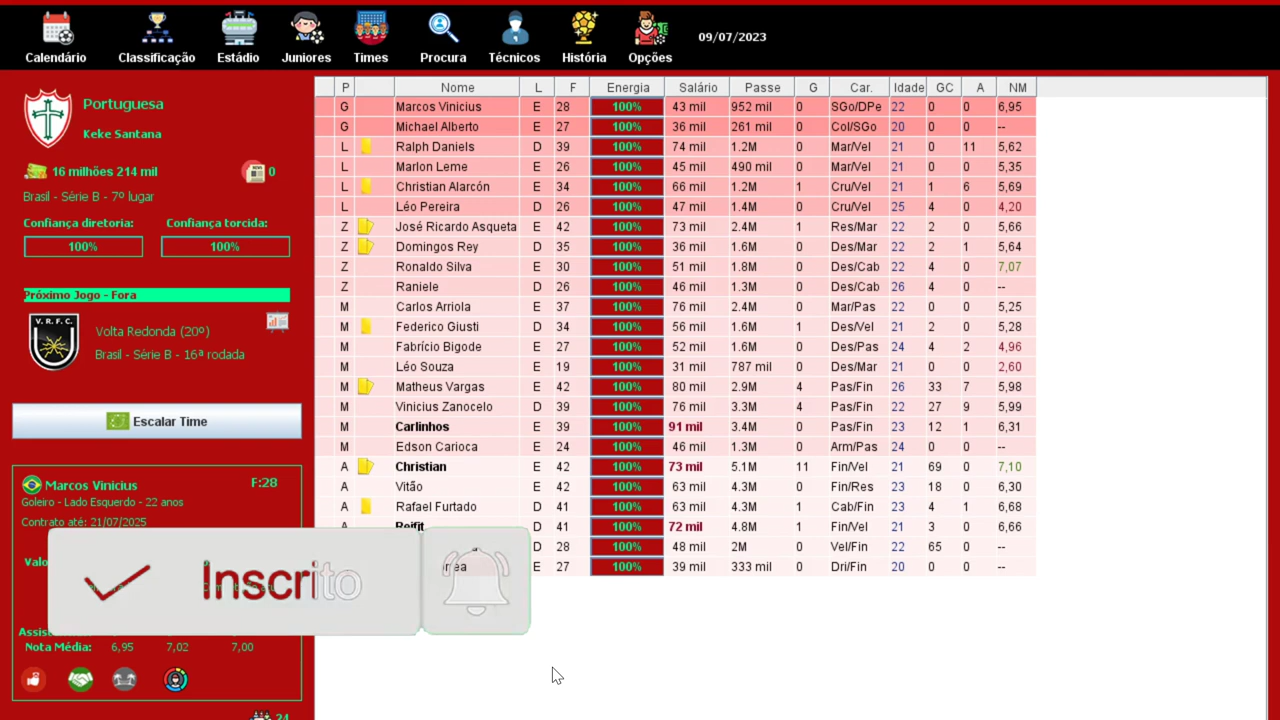 Calendário Classificação Estádio Juniores Times Procura Técnicos História Opções 09/07/2023
Portuguesa
Keke Santana
16 milhões 214 mil 0
Brasil - Série B - 7º lugar
Confiança diretoria: Confiança torcida:
100% 100%
Próximo Jogo - Fora
V.R.F.C.
Volta Redonda (20º)
Brasil - Série B - 16ª rodada
Escalar Time
Marcos Vinicius F:28
Goleiro - Lado Esquerdo - 22 anos
Contrato até: 21/07/2025
Valo
Inscrito
Assis
Nota Média: 6,95 7,02 7,00
24
P Nome L F Energia Salário Passe G Car. Idade GC A NM
G Marcos Vinicius E 28 100% 43 mil 952 mil 0 SGo/DPe 22 0 0 6,95
G Michael Alberto E 27 100% 36 mil 261 mil 0 Col/SGo 20 0 0 --
L Ralph Daniels D 39 100% 74 mil 1.2M 0 Mar/Vel 21 0 11 5,62
L Marlon Leme E 26 100% 45 mil 490 mil 0 Mar/Vel 21 0 0 5,35
L Christian Alarcón E 34 100% 66 mil 1.2M 1 Cru/Vel 21 1 6 5,69
L Léo Pereira D 26 100% 47 mil 1.4M 0 Cru/Vel 25 4 0 4,20
Z José Ricardo Asqueta E 42 100% 73 mil 2.4M 1 Res/Mar 22 2 0 5,66
Z Domingos Rey D 35 100% 36 mil 1.6M 0 Des/Mar 22 2 1 5,64
Z Ronaldo Silva E 30 100% 51 mil 1.8M 0 Des/Cab 22 4 0 7,07
Z Raniele D 26 100% 46 mil 1.3M 0 Des/Cab 26 4 0 --
M Carlos Arriola E 37 100% 76 mil 2.4M 0 Mar/Pas 22 0 0 5,25
M Federico Giusti D 34 100% 56 mil 1.6M 1 Des/Vel 21 2 0 5,28
M Fabrício Bigode E 27 100% 52 mil 1.6M 0 Des/Pas 24 4 2 4,96
M Léo Souza E 19 100% 31 mil 787 mil 0 Des/Mar 21 0 0 2,60
M Matheus Vargas E 42 100% 80 mil 2.9M 4 Pas/Fin 26 33 7 5,98
M Vinicius Zanocelo D 39 100% 76 mil 3.3M 4 Pas/Fin 22 27 9 5,99
M Carlinhos E 39 100% 91 mil 3.4M 0 Pas/Fin 23 12 1 6,31
M Edson Carioca E 24 100% 46 mil 1.3M 0 Arm/Pas 24 0 0 --
A Christian E 42 100% 73 mil 5.1M 11 Fin/Vel 21 69 0 7,10
A Vitão E 42 100% 63 mil 4.3M 0 Fin/Res 23 18 0 6,30
A Rafael Furtado D 41 100% 63 mil 4.3M 1 Cab/Fin 23 4 1 6,68
A D 41 100% 72 mil 4.8M 1 Fin/Vel 21 3 0 6,66
D 28 100% 48 mil 2M 0 Vel/Fin 22 65 0 --
E 27 100% 39 mil 333 mil 0 Dri/Fin 20 0 0 --